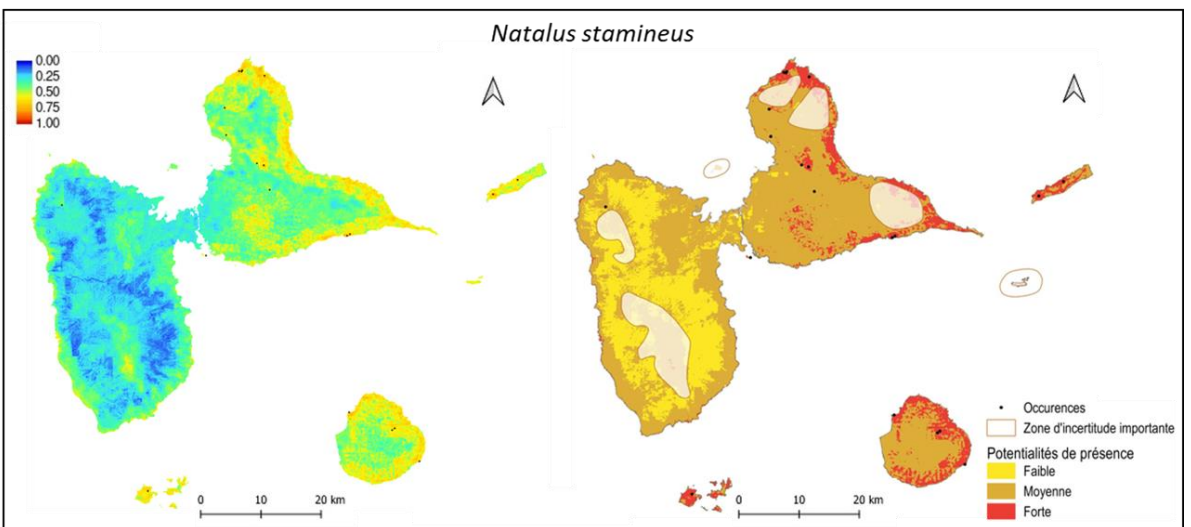 Natalus stamineus
0.00
0.25
0.50
0.75
1.00
0 10 20 km
0 10 20 km
Occurences
Zone d'incertitude importante
Potentialités de présence
Faible
Moyenne
Forte